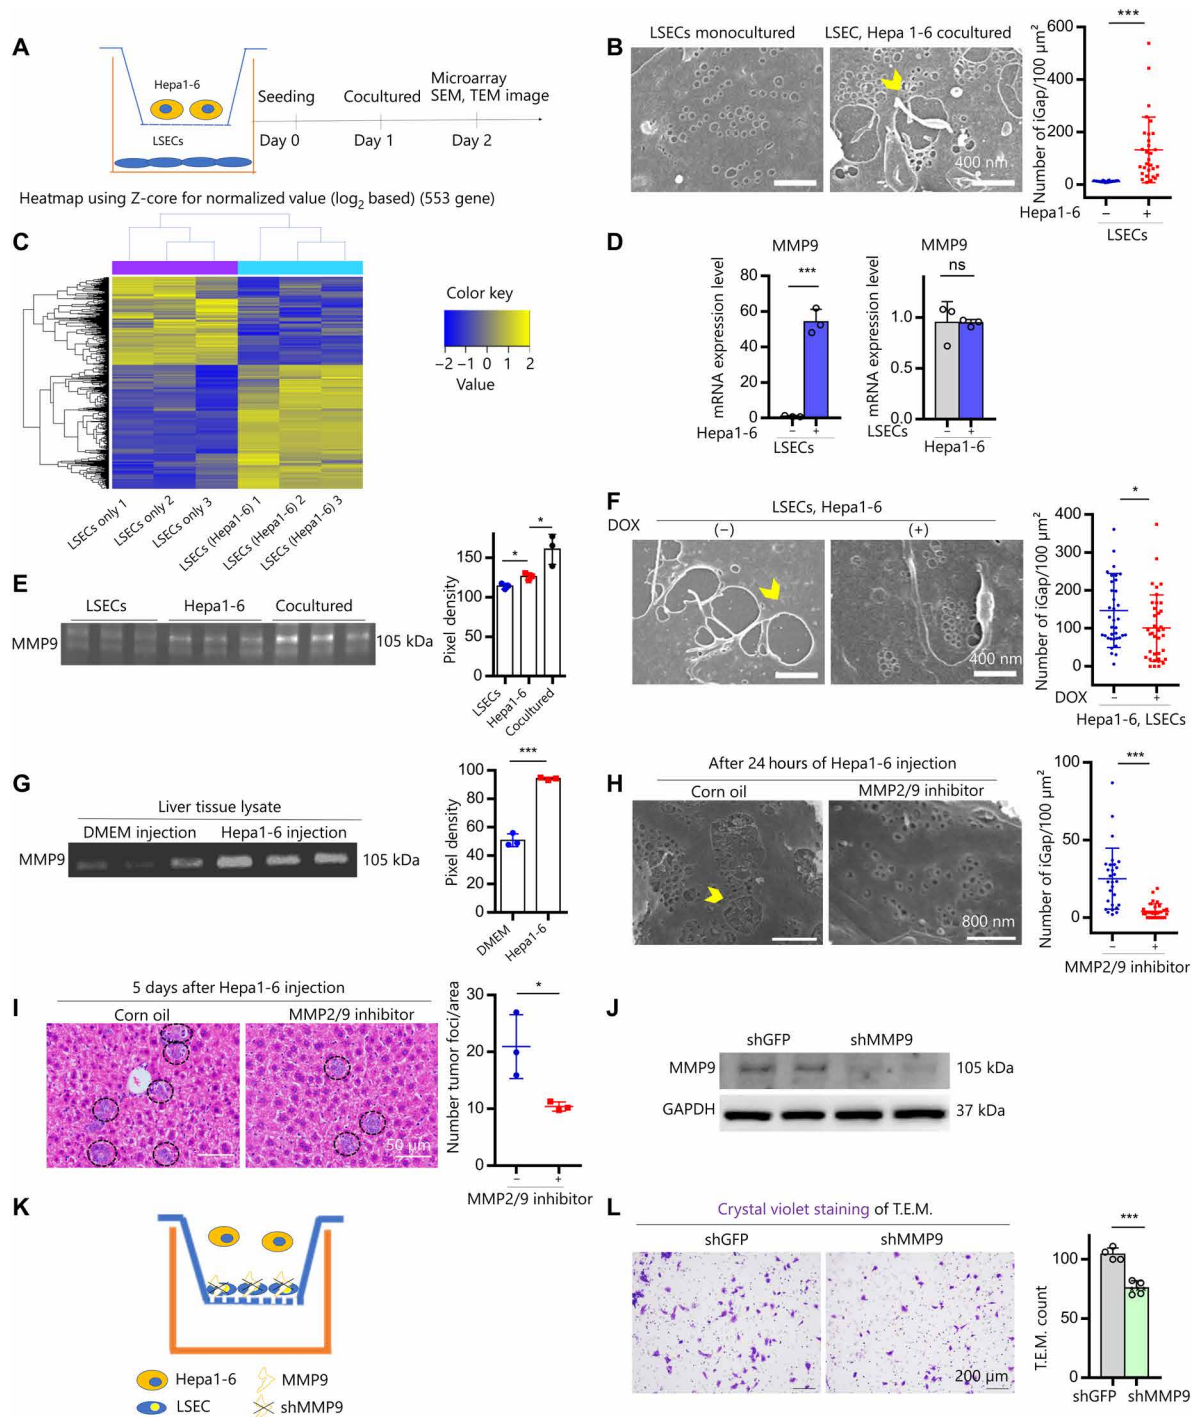 A
Hepa1-6
LSECs
Seeding
Cocultured
Microarray
SEM, TEM image
Day 0
Day 1
Day 2
B
LSECs monocultured
LSEC, Hepa 1-6 cocultured
400 nm
Number of iGap/100 µm²
600
400
200
0
***
Hepa1-6
−
+
LSECs
Heatmap using Z-core for normalized value (log2 based) (553 gene)
C
Color key
−2 −1 0 1 2
Value
LSECs only 1
LSECs only 2
LSECs only 3
LSECs (Hepa1-6) 1
LSECs (Hepa1-6) 2
LSECs (Hepa1-6) 3
D
MMP9
mRNA expression level
80
60
40
20
0
***
Hepa1-6
−
+
LSECs
MMP9
mRNA expression level
1.0
0.5
0.0
ns
LSECs
−
+
Hepa1-6
E
LSECs
Hepa1-6
Cocultured
MMP9
105 kDa
Pixel density
150
100
50
0
*
*
LSECs
Hepa1-6
Cocultured
F
LSECs, Hepa1-6
DOX
(−)
(+)
400 nm
Number of iGap/100 µm²
400
300
200
100
0
*
DOX
−
+
Hepa1-6, LSECs
G
Liver tissue lysate
DMEM injection
Hepa1-6 injection
MMP9
105 kDa
Pixel density
100
80
60
40
20
0
***
DMEM
Hepa1-6
H
After 24 hours of Hepa1-6 injection
Corn oil
MMP2/9 inhibitor
800 nm
Number of iGap/100 µm²
100
50
0
***
−
+
MMP2/9 inhibitor
I
5 days after Hepa1-6 injection
Corn oil
MMP2/9 inhibitor
50 µm
Number tumor foci/area
30
20
10
0
*
−
+
MMP2/9 inhibitor
J
shGFP
shMMP9
MMP9
105 kDa
GAPDH
37 kDa
K
Hepa1-6
MMP9
LSEC
shMMP9
L
Crystal violet staining of T.E.M.
shGFP
shMMP9
200 µm
T.E.M. count
100
50
0
***
shGFP
shMMP9